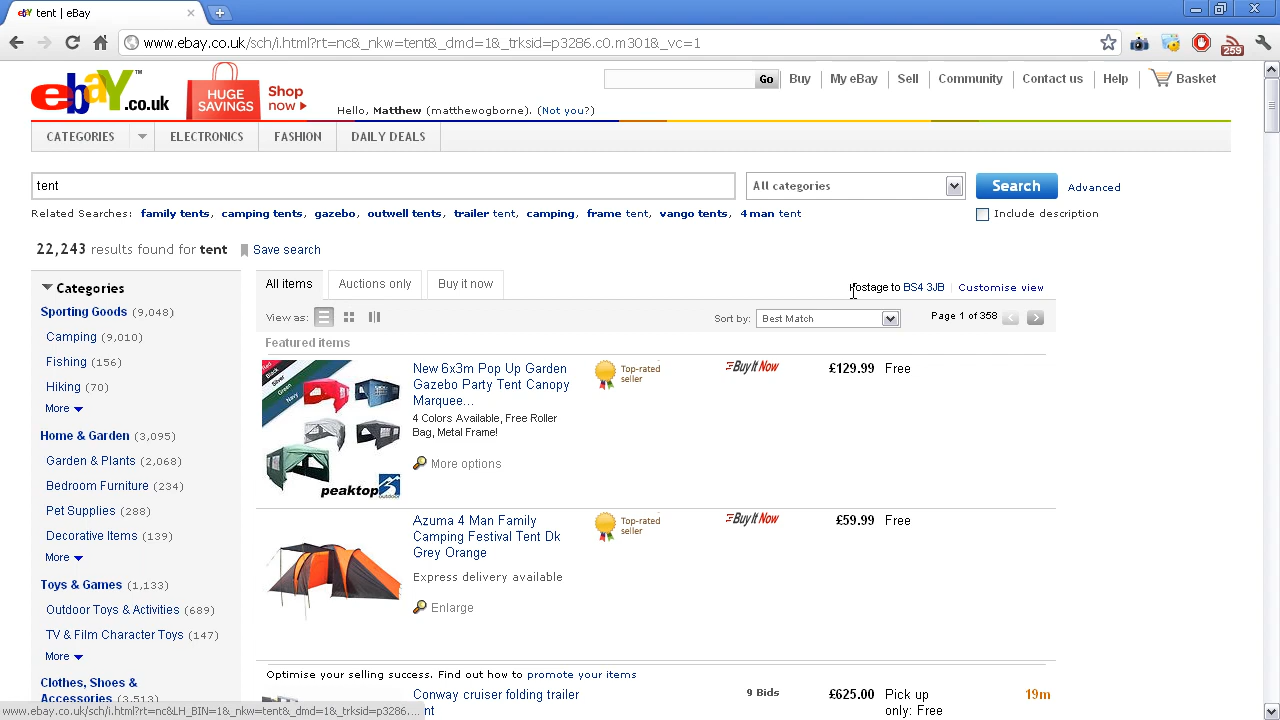 tent | eBay
www.ebay.co.uk/sch/i.html?rt=nc&_nkw=tent&_dmd=1&_trksid=p3286.c0.m301&_vc=1
259
ebay.co.uk
HUGE SAVINGS
Shop now
Go
Buy
My eBay
Sell
Community
Contact us
Help
Basket
Hello, Matthew (matthewogborne). (Not you?)
CATEGORIES
ELECTRONICS
FASHION
DAILY DEALS
tent
All categories
Search
Advanced
Related Searches: family tents, camping tents, gazebo, outwell tents, trailer tent, camping, frame tent, vango tents, 4 man tent
Include description
22,243 results found for tent
Save search
Categories
Sporting Goods (9,048)
Camping (9,010)
Fishing (156)
Hiking (70)
More
Home & Garden (3,095)
Garden & Plants (2,068)
Bedroom Furniture (234)
Pet Supplies (288)
Decorative Items (139)
More
Toys & Games (1,133)
Outdoor Toys & Activities (689)
TV & Film Character Toys (147)
More
Clothes, Shoes &
Accessories (3,513)
All items
Auctions only
Buy it now
Postage to BS4 3JB
Customise view
View as:
Sort by:
Best Match
Page 1 of 358
Featured items
Red
Black
Silver
Green
Navy
peaktop
outdoor
New 6x3m Pop Up Garden
Gazebo Party Tent Canopy
Marquee...
4 Colors Available, Free Roller
Bag, Metal Frame!
More options
Top-rated
seller
Buy It Now
£129.99
Free
Azuma 4 Man Family
Camping Festival Tent Dk
Grey Orange
Express delivery available
Enlarge
Top-rated
seller
Buy It Now
£59.99
Free
Optimise your selling success. Find out how to promote your items
Conway cruiser folding trailer
9 Bids
£625.00
Pick up
only: Free
19m
www.ebay.co.uk/sch/i.html?rt=nc&LH_BIN=1&_nkw=tent&_dmd=1&_trksid=p3286....